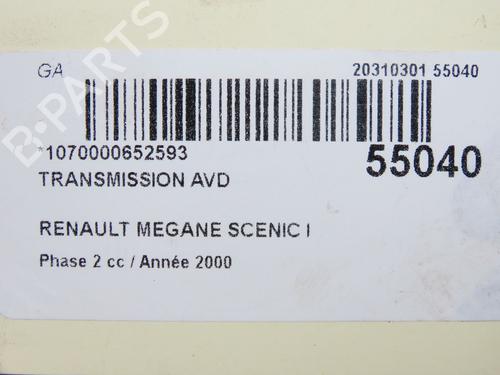 GA 20310301 55040
*1070000652593 55040
TRANSMISSION AVD
RENAULT MEGANE SCENIC I
Phase 2 cc / Année 2000
B-PARTS